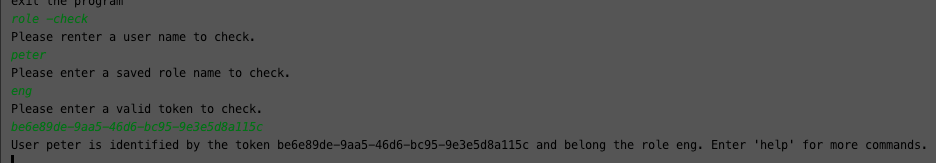 exit the program
role -check
Please renter a user name to check.
peter
Please enter a saved role name to check.
eng
Please enter a valid token to check.
be6e89de-9aa5-46d6-bc95-9e3e5d8a115c
User peter is identified by the token be6e89de-9aa5-46d6-bc95-9e3e5d8a115c and belong the role eng. Enter 'help' for more commands.